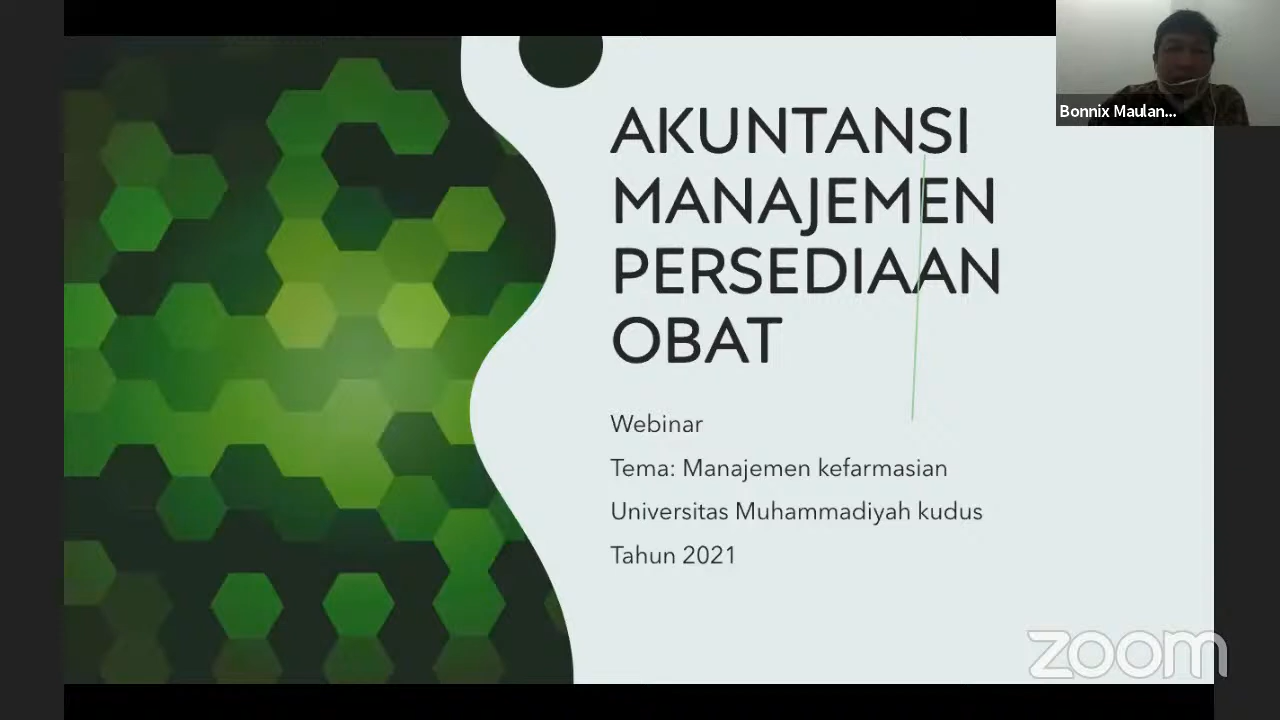 AKUNTANSI
MANAJEMEN
PERSEDIAAN
OBAT
Webinar
Tema: Manajemen kefarmasian
Universitas Muhammadiyah kudus
Tahun 2021
Bonnix Maulan...
zoom